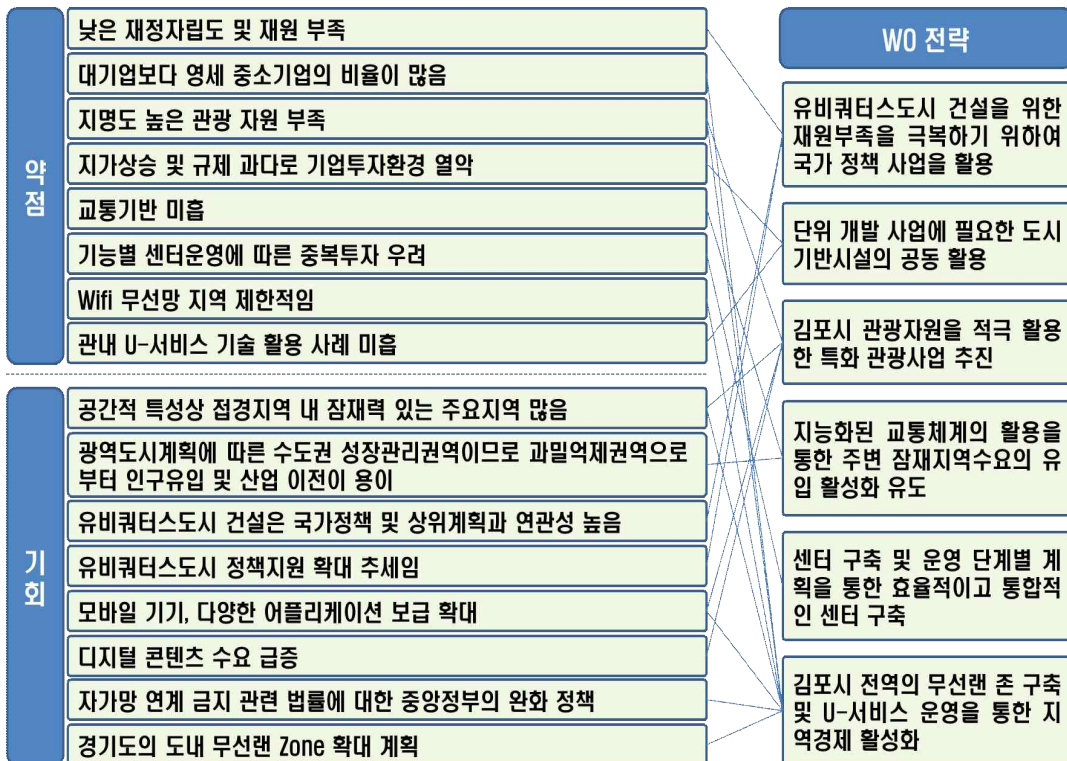 약점
낮은 재정자립도 및 재원 부족
대기업보다 영세 중소기업의 비율이 많음
지명도 높은 관광 자원 부족
지가상승 및 규제 과다로 기업투자환경 열악
교통기반 미흡
기능별 센터운영에 따른 중복투자 우려
Wifi 무선망 지역 제한적임
관내 U-서비스 기술 활용 사례 미흡
기회
공간적 특성상 접경지역 내 잠재력 있는 주요지역 많음
광역도시계획에 따른 수도권 성장관리권역이므로 과밀억제권역으로
부터 인구유입 및 산업 이전이 용이
유비쿼터스도시 건설은 국가정책 및 상위계획과 연관성 높음
유비쿼터스도시 정책지원 확대 추세임
모바일 기기, 다양한 어플리케이션 보급 확대
디지털 콘텐츠 수요 급증
자가망 연계 금지 관련 법률에 대한 중앙정부의 완화 정책
경기도의 도내 무선랜 Zone 확대 계획
WO 전략
유비쿼터스도시 건설을 위한
재원부족을 극복하기 위하여
국가 정책 사업을 활용
단위 개발 사업에 필요한 도시
기반시설의 공동 활용
김포시 관광자원을 적극 활용
한 특화 관광사업 추진
지능화된 교통체계의 활용을
통한 주변 잠재지역수요의 유
입 활성화 유도
센터 구축 및 운영 단계별 계
획을 통한 효율적이고 통합적
인 센터 구축
김포시 전역의 무선랜 존 구축
및 U-서비스 운영을 통한 지
역경제 활성화